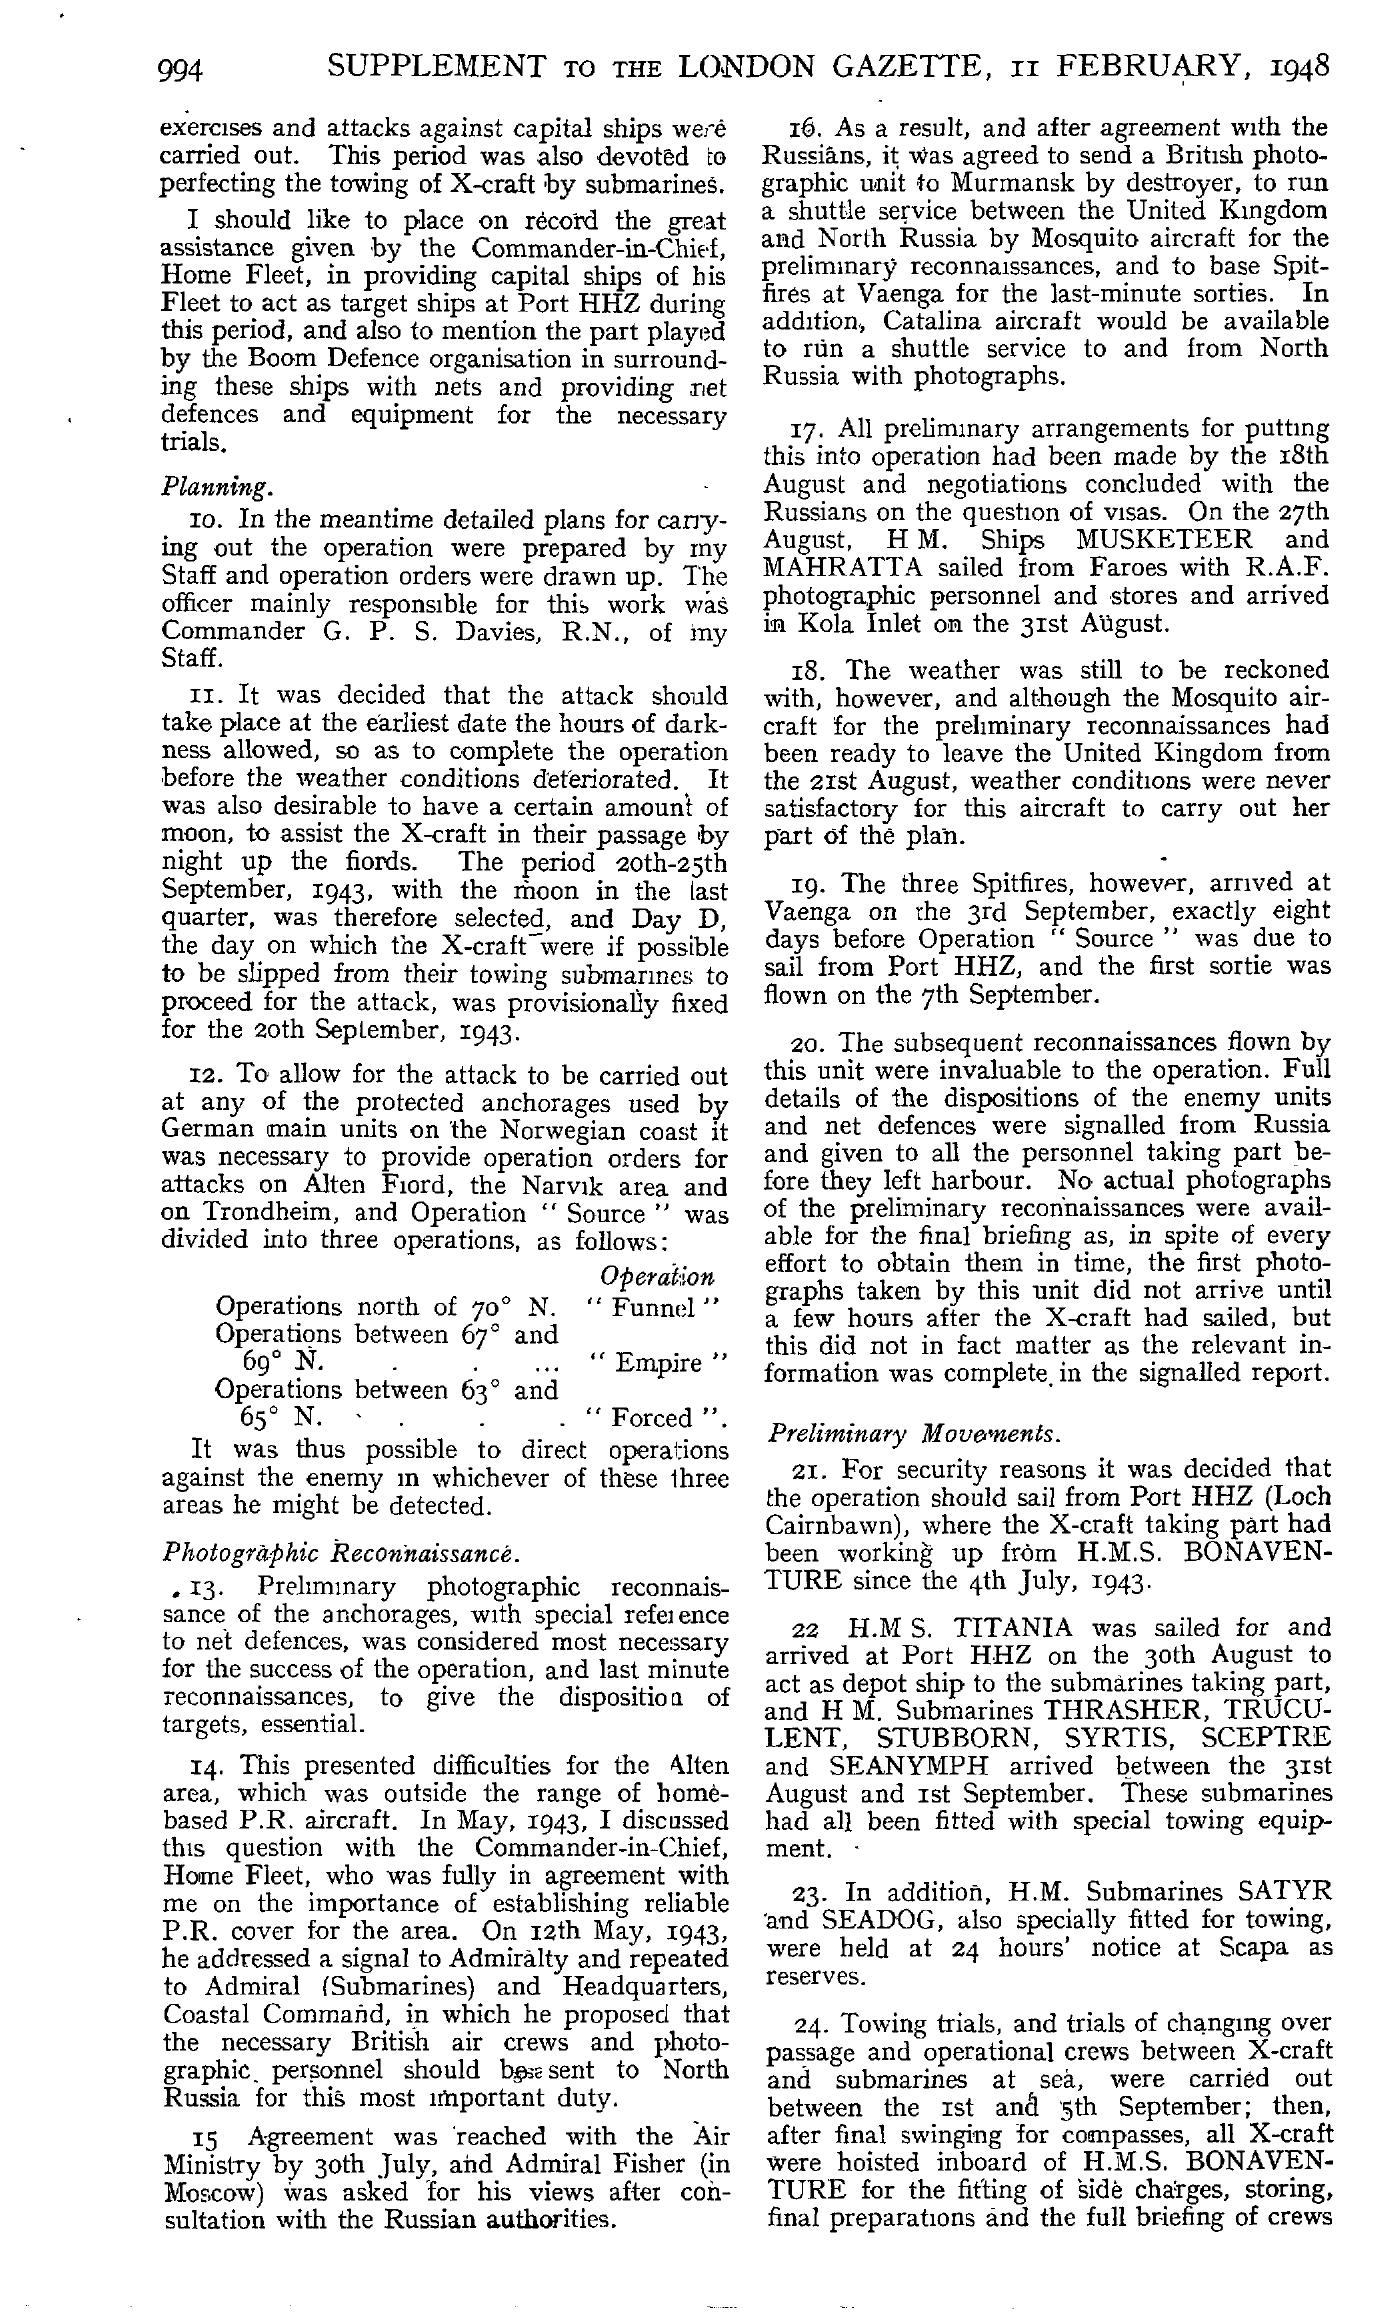 994 SUPPLEMENT TO THE LONDON GAZETTE, 11 FEBRUARY, 1948
exercises and attacks against capital ships were
carried out. This period was also devoted to
perfecting the towing of X-craft by submarines.
I should like to place on record the great
assistance given by the Commander-in-Chief,
Home Fleet, in providing capital ships of his
Fleet to act as target ships at Port HHZ during
this period, and also to mention the part played
by the Boom Defence organisation in surround-
ing these ships with nets and providing net
defences and equipment for the necessary
trials.
Planning.
10. In the meantime detailed plans for carry-
ing out the operation were prepared by my
Staff and operation orders were drawn up. The
officer mainly responsible for this work was
Commander G. P. S. Davies, R.N., of my
Staff.
11. It was decided that the attack should
take place at the earliest date the hours of dark-
ness allowed, so as to complete the operation
before the weather conditions deteriorated. It
was also desirable to have a certain amount of
moon, to assist the X-craft in their passage by
night up the fiords. The period 20th-25th
September, 1943, with the moon in the last
quarter, was therefore selected, and Day D,
the day on which the X-craft were if possible
to be slipped from their towing submarines to
proceed for the attack, was provisionally fixed
for the 20th September, 1943.
12. To allow for the attack to be carried out
at any of the protected anchorages used by
German main units on the Norwegian coast it
was necessary to provide operation orders for
attacks on Alten Fiord, the Narvik area and
on Trondheim, and Operation " Source " was
divided into three operations, as follows:
Operation
Operations north of 70° N. " Funnel "
Operations between 67° and
69° N. . . ... " Empire "
Operations between 63° and
65° N. . . . " Forced ".
It was thus possible to direct operations
against the enemy in whichever of these three
areas he might be detected.
Photographic Reconnaissance.
13. Preliminary photographic reconnais-
sance of the anchorages, with special reference
to net defences, was considered most necessary
for the success of the operation, and last minute
reconnaissances, to give the disposition of
targets, essential.
14. This presented difficulties for the Alten
area, which was outside the range of home-
based P.R. aircraft. In May, 1943, I discussed
this question with the Commander-in-Chief,
Home Fleet, who was fully in agreement with
me on the importance of establishing reliable
P.R. cover for the area. On 12th May, 1943,
he addressed a signal to Admiralty and repeated
to Admiral (Submarines) and Headquarters,
Coastal Command, in which he proposed that
the necessary British air crews and photo-
graphic personnel should be sent to North
Russia for this most important duty.
15 Agreement was reached with the Air
Ministry by 30th July, and Admiral Fisher (in
Moscow) was asked for his views after con-
sultation with the Russian authorities.
16. As a result, and after agreement with the
Russians, it was agreed to send a British photo-
graphic unit to Murmansk by destroyer, to run
a shuttle service between the United Kingdom
and North Russia by Mosquito aircraft for the
preliminary reconnaissances, and to base Spit-
fires at Vaenga for the last-minute sorties. In
addition, Catalina aircraft would be available
to run a shuttle service to and from North
Russia with photographs.
17. All preliminary arrangements for putting
this into operation had been made by the 18th
August and negotiations concluded with the
Russians on the question of visas. On the 27th
August, H M. Ships MUSKETEER and
MAHRATTA sailed from Faroes with R.A.F.
photographic personnel and stores and arrived
in Kola Inlet on the 31st August.
18. The weather was still to be reckoned
with, however, and although the Mosquito air-
craft for the preliminary reconnaissances had
been ready to leave the United Kingdom from
the 21st August, weather conditions were never
satisfactory for this aircraft to carry out her
part of the plan.
19. The three Spitfires, however, arrived at
Vaenga on the 3rd September, exactly eight
days before Operation " Source " was due to
sail from Port HHZ, and the first sortie was
flown on the 7th September.
20. The subsequent reconnaissances flown by
this unit were invaluable to the operation. Full
details of the dispositions of the enemy units
and net defences were signalled from Russia
and given to all the personnel taking part be-
fore they left harbour. No actual photographs
of the preliminary reconnaissances were avail-
able for the final briefing as, in spite of every
effort to obtain them in time, the first photo-
graphs taken by this unit did not arrive until
a few hours after the X-craft had sailed, but
this did not in fact matter as the relevant in-
formation was complete in the signalled report.
Preliminary Movements.
21. For security reasons it was decided that
the operation should sail from Port HHZ (Loch
Cairnbawn), where the X-craft taking part had
been working up from H.M.S. BONAVEN-
TURE since the 4th July, 1943.
22 H.M S. TITANIA was sailed for and
arrived at Port HHZ on the 30th August to
act as depot ship to the submarines taking part,
and H M. Submarines THRASHER, TRUCU-
LENT, STUBBORN, SYRTIS, SCEPTRE
and SEANYMPH arrived between the 31st
August and 1st September. These submarines
had all been fitted with special towing equip-
ment.
23. In addition, H.M. Submarines SATYR
and SEADOG, also specially fitted for towing,
were held at 24 hours' notice at Scapa as
reserves.
24. Towing trials, and trials of changing over
passage and operational crews between X-craft
and submarines at sea, were carried out
between the 1st and 5th September; then,
after final swinging for compasses, all X-craft
were hoisted inboard of H.M.S. BONAVEN-
TURE for the fitting of side charges, storing,
final preparations and the full briefing of crews